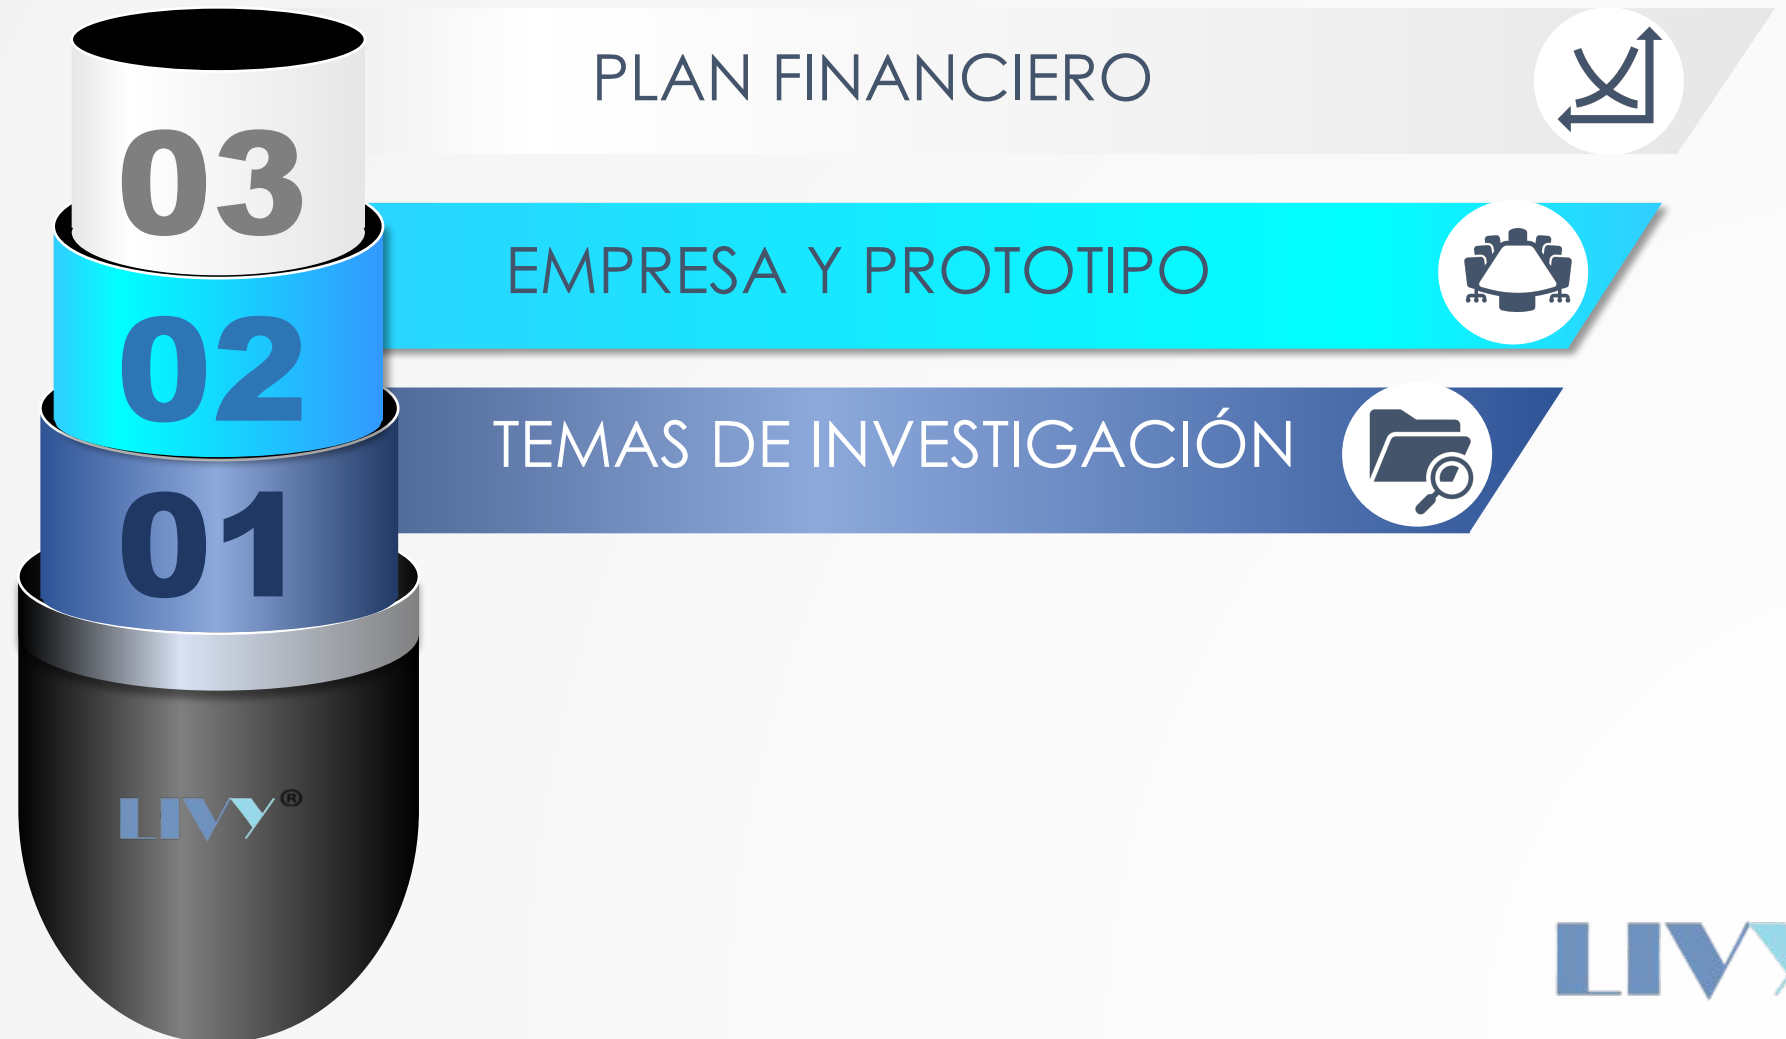 PLAN FINANCIERO
03
EMPRESA Y PROTOTIPO
02
TEMAS DE INVESTIGACIÓN
01
LIVY®
LIVY